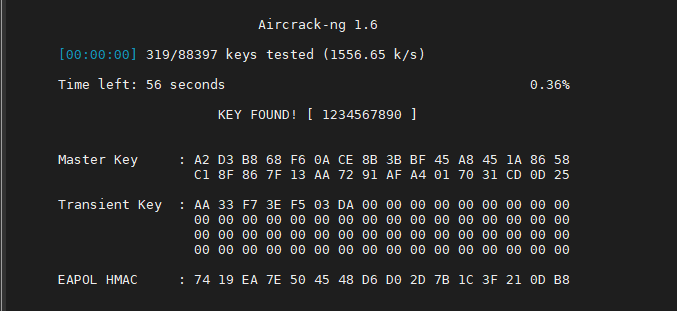 Aircrack-ng 1.6
[00:00:00] 319/88397 keys tested (1556.65 k/s)
Time left: 56 seconds 0.36%
KEY FOUND! [ 1234567890 ]
Master Key : A2 D3 B8 68 F6 0A CE 8B 3B BF 45 A8 45 1A 86 58
C1 8F 86 7F 13 AA 72 91 AF A4 01 70 31 CD 0D 25
Transient Key : AA 33 F7 3E F5 03 DA 00 00 00 00 00 00 00 00 00
00 00 00 00 00 00 00 00 00 00 00 00 00 00 00 00
00 00 00 00 00 00 00 00 00 00 00 00 00 00 00 00
00 00 00 00 00 00 00 00 00 00 00 00 00 00 00 00
EAPOL HMAC : 74 19 EA 7E 50 45 48 D6 D0 2D 7B 1C 3F 21 0D B8